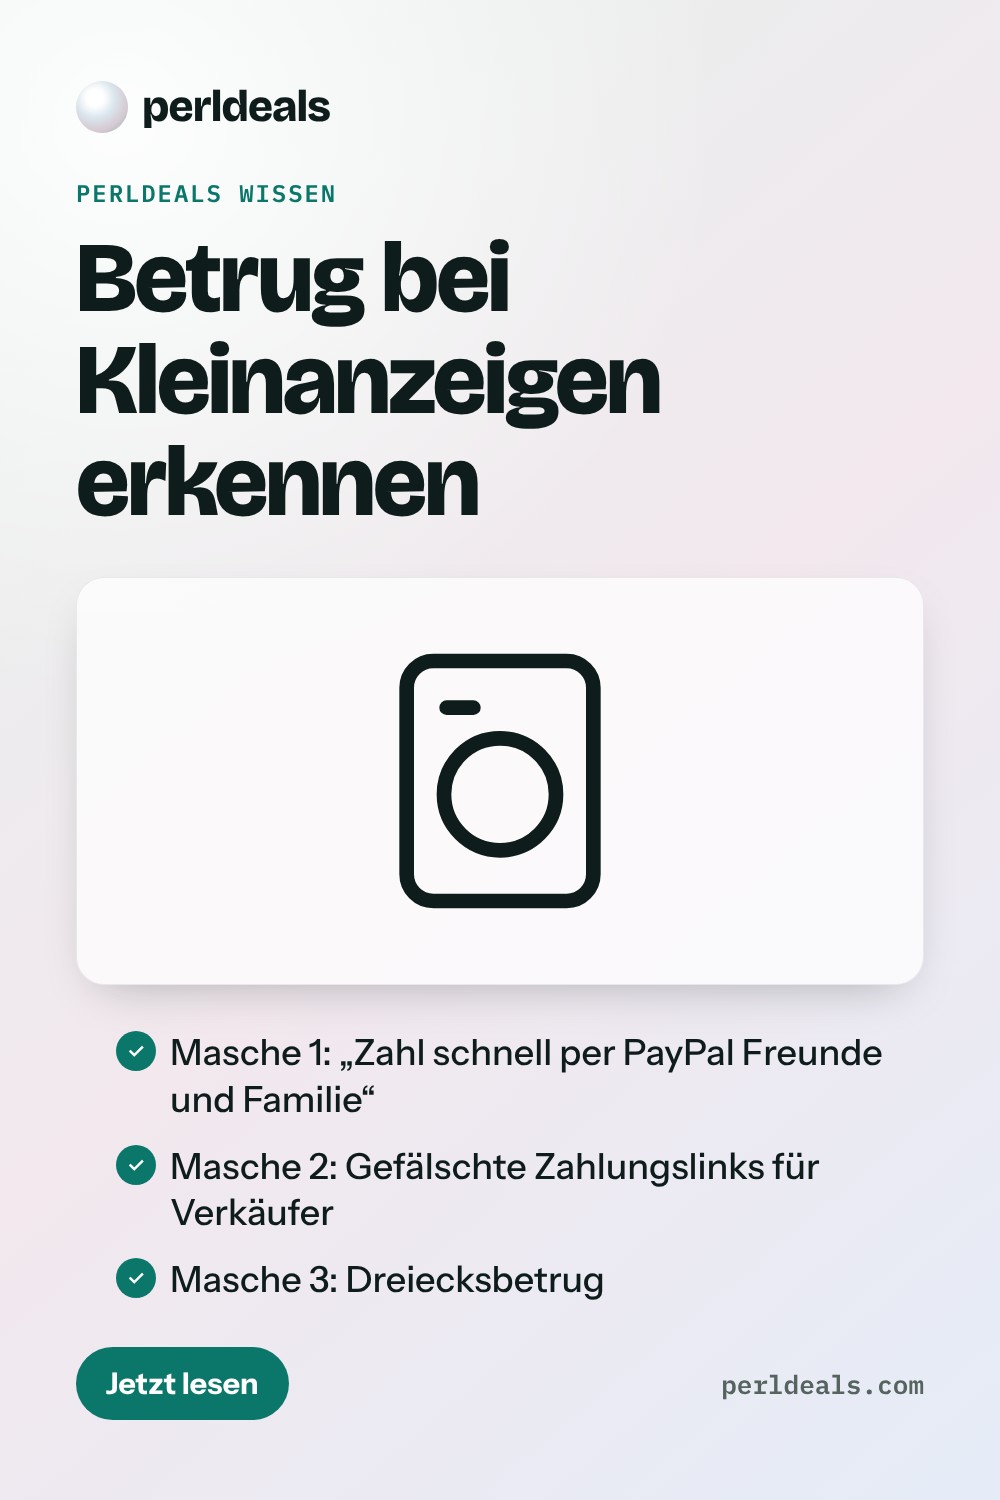 perldeals
PERLDEALS WISSEN
Betrug bei
Kleinanzeigen
erkennen
Masche 1: „Zahl schnell per PayPal Freunde
und Familie“
Masche 2: Gefälschte Zahlungslinks für
Verkäufer
Masche 3: Dreiecksbetrug
Jetzt lesen
perldeals.com